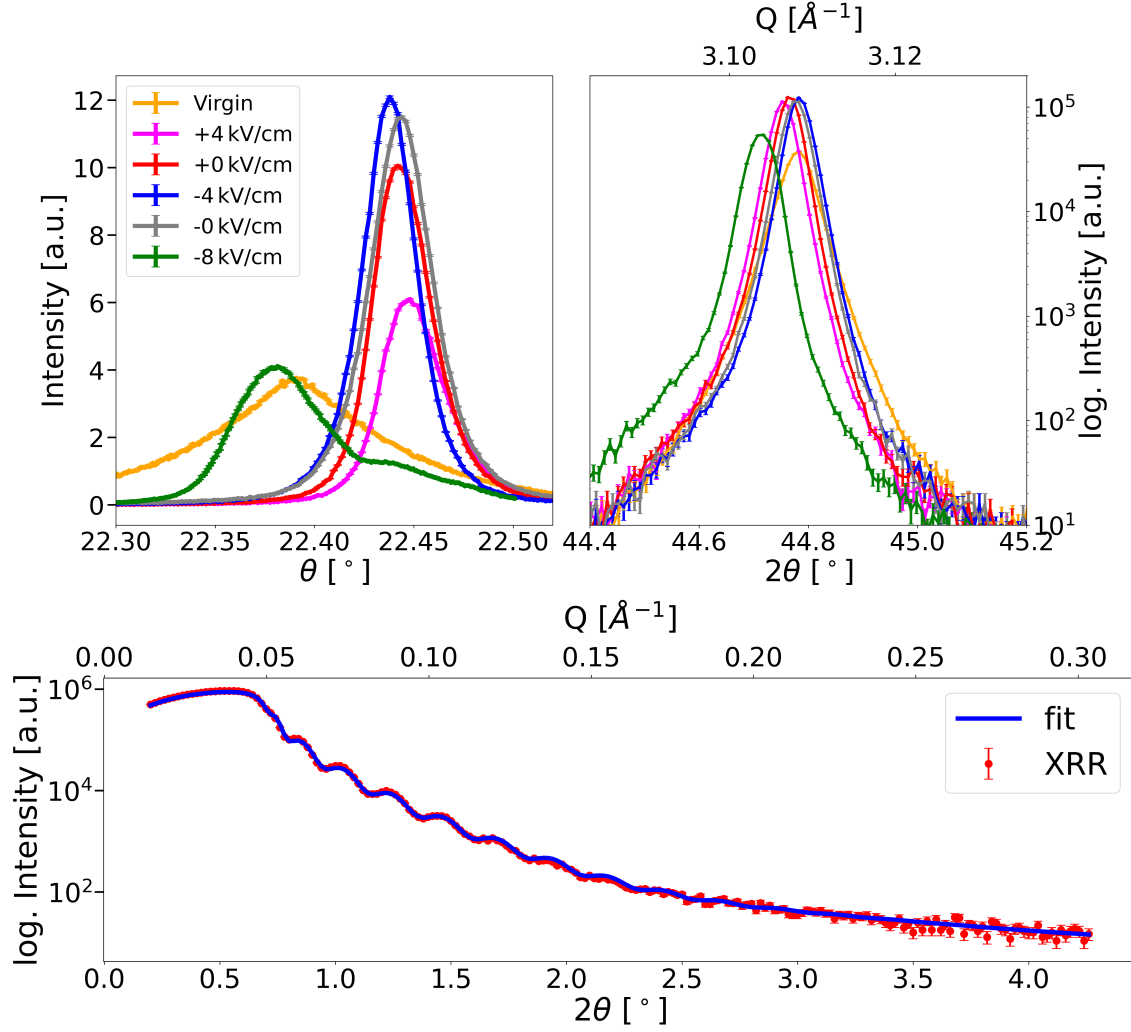 Q [Å⁻¹]
3.10 3.12
12
10
8
6
4
2
0
Intensity [a.u.]
Virgin
+4 kV/cm
+0 kV/cm
-4 kV/cm
-0 kV/cm
-8 kV/cm
22.30 22.35 22.40 22.45 22.50
θ [°]
10⁵
10⁴
10³
10²
10¹
log. Intensity [a.u.]
44.4 44.6 44.8 45.0 45.2
2θ [°]
Q [Å⁻¹]
0.00 0.05 0.10 0.15 0.20 0.25 0.30
10⁶
10⁴
10²
log. Intensity [a.u.]
fit
XRR
0.0 0.5 1.0 1.5 2.0 2.5 3.0 3.5 4.0
2θ [°]